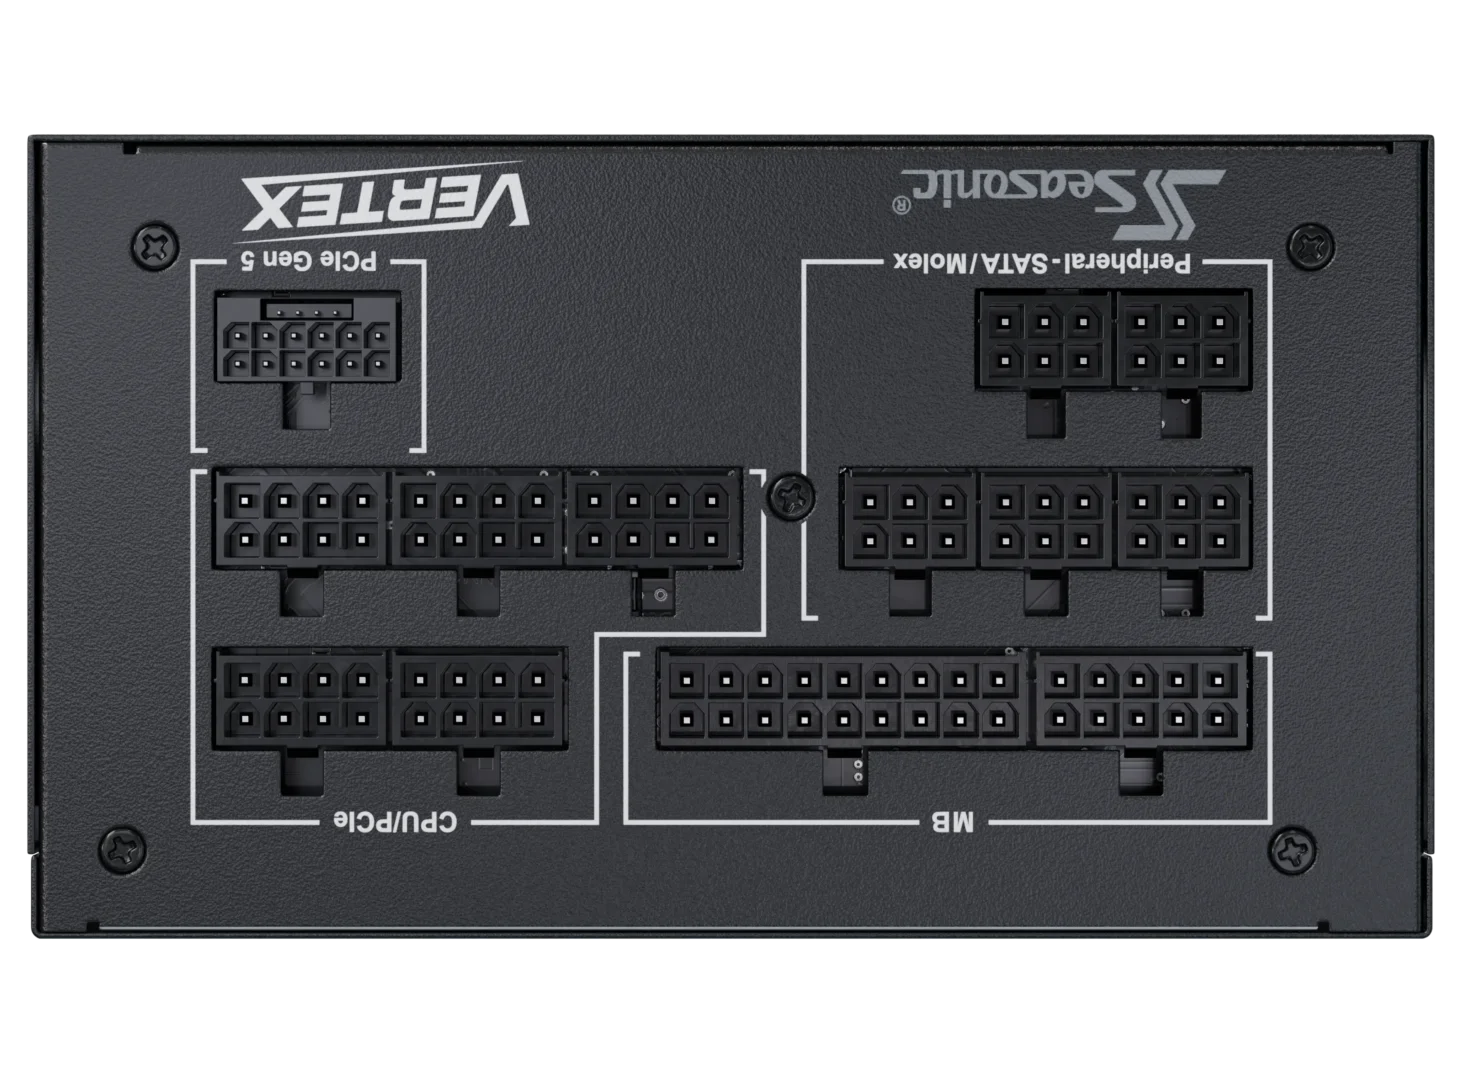 MB
CPU/PCIe
Peripheral - SATA/Molex
PCIe Gen 5
Seasonic®
VERTEX